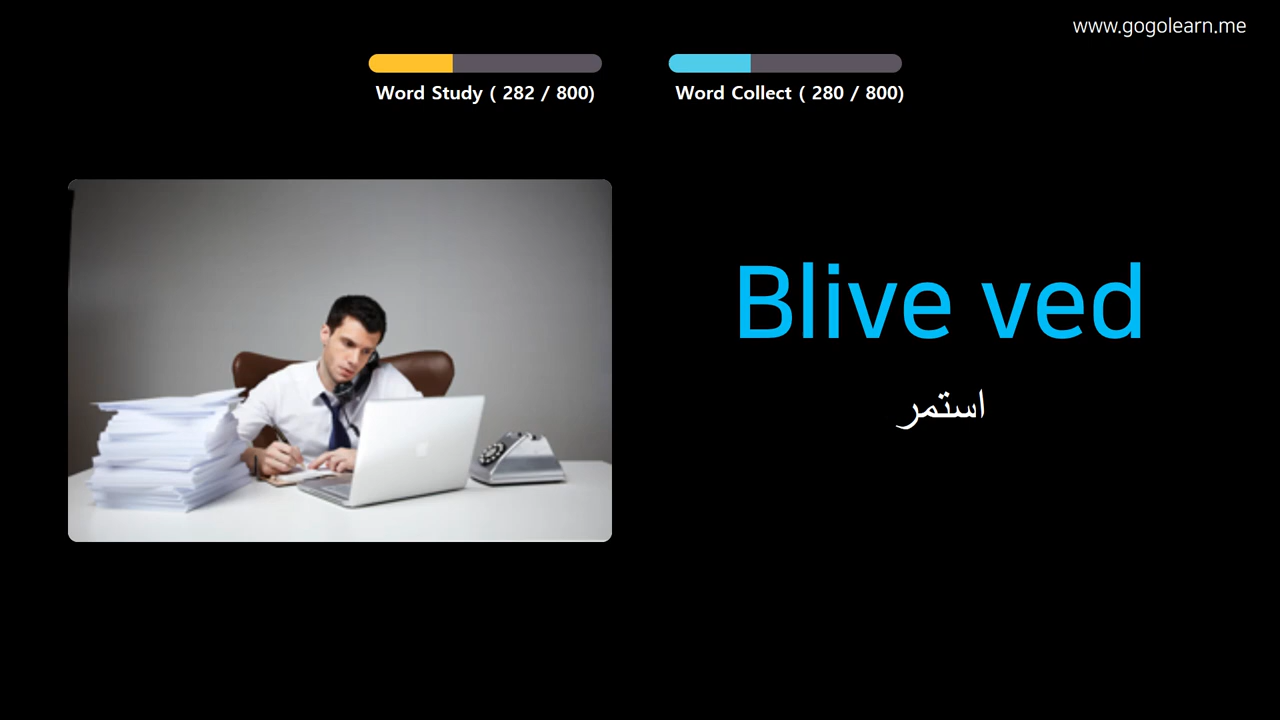 www.gogolearn.me
Word Study ( 282 / 800)
Word Collect ( 280 / 800)
Blive ved
استمر